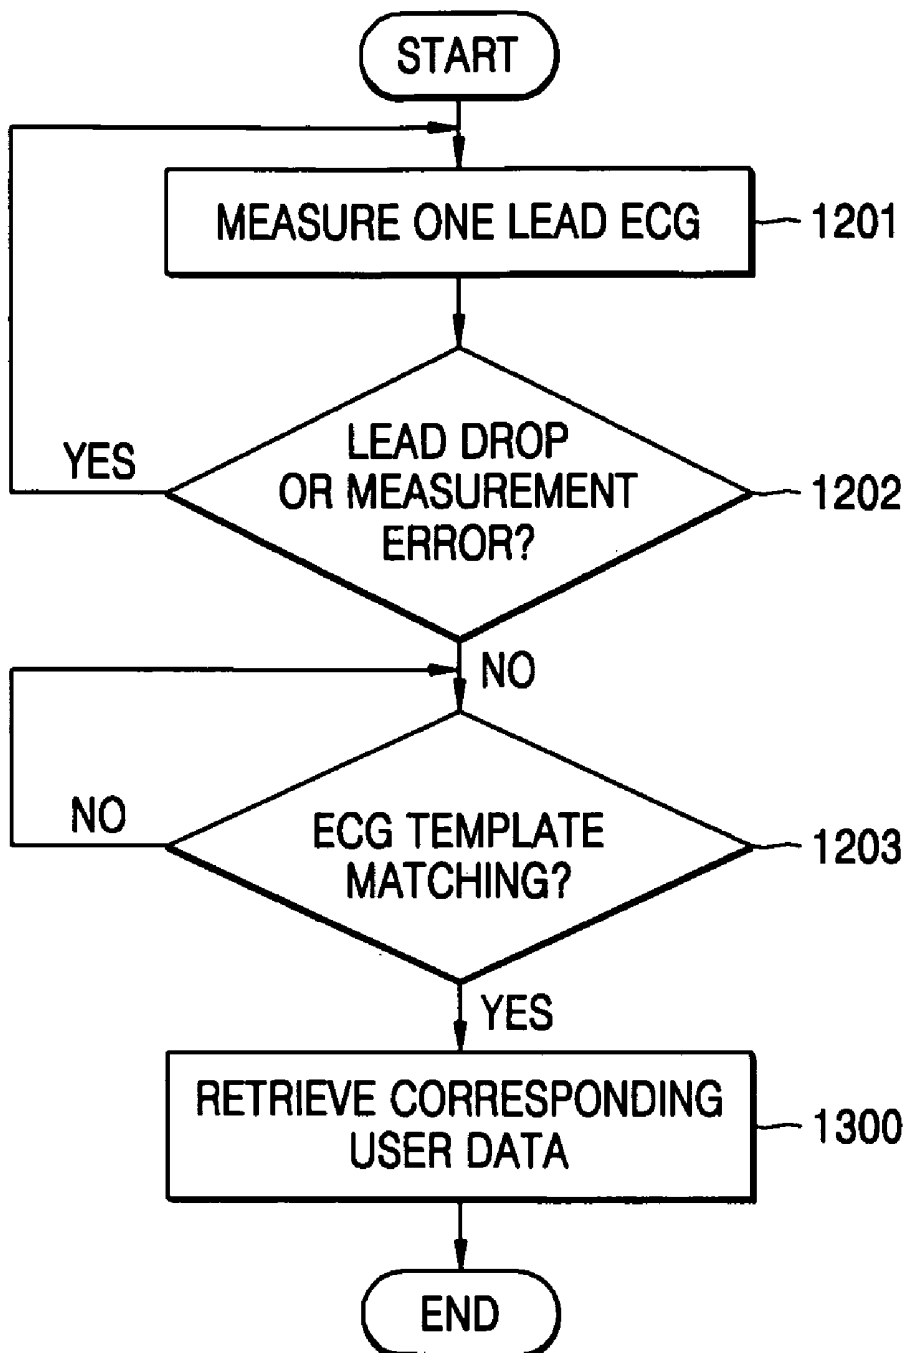 START
MEASURE ONE LEAD ECG
1201
LEAD DROP
OR MEASUREMENT
ERROR?
YES
1202
NO
ECG TEMPLATE
MATCHING?
NO
1203
YES
RETRIEVE CORRESPONDING
USER DATA
1300
END